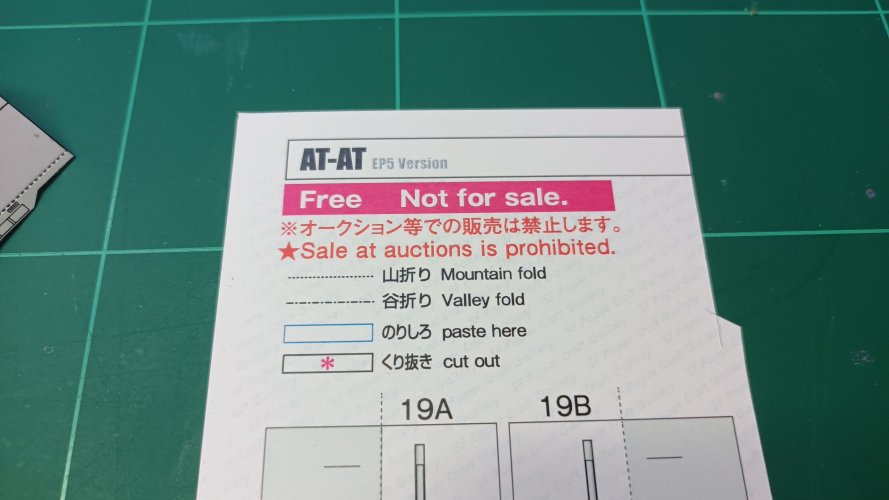 AT-AT EP5 Version
Free Not for sale.
※オークション等での販売は禁止します。
★Sale at auctions is prohibited.
山折り Mountain fold
谷折り Valley fold
のりしろ paste here
* くり抜き cut out
19A 19B